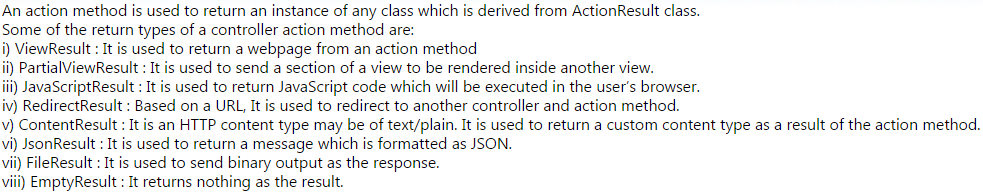 An action method is used to return an instance of any class which is derived from ActionResult class.
Some of the return types of a controller action method are:
i) ViewResult : It is used to return a webpage from an action method
ii) PartialViewResult : It is used to send a section of a view to be rendered inside another view.
iii) JavaScriptResult : It is used to return JavaScript code which will be executed in the user's browser.
iv) RedirectResult : Based on a URL, It is used to redirect to another controller and action method.
v) ContentResult : It is an HTTP content type may be of text/plain. It is used to return a custom content type as a result of the action method.
vi) JsonResult : It is used to return a message which is formatted as JSON.
vii) FileResult : It is used to send binary output as the response.
viii) EmptyResult : It returns nothing as the result.